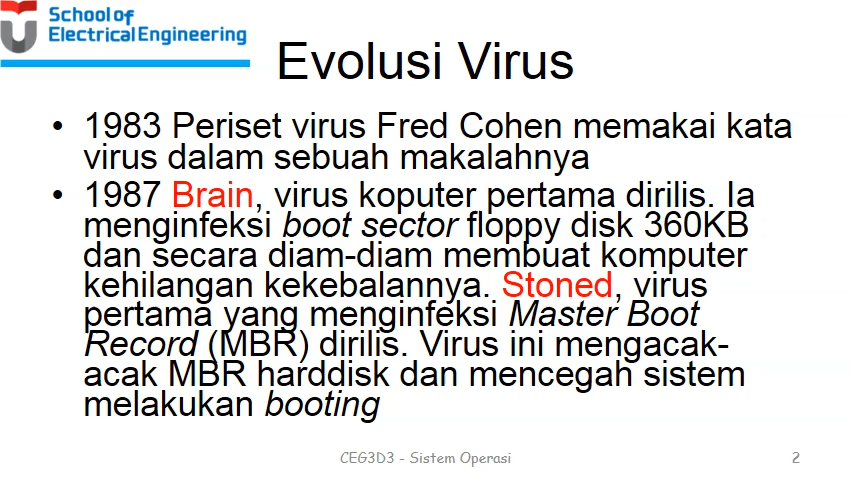 School of
Electrical Engineering
Evolusi Virus
• 1983 Periset virus Fred Cohen memakai kata
virus dalam sebuah makalahnya
• 1987 Brain, virus koputer pertama dirilis. Ia
menginfeksi boot sector floppy disk 360KB
dan secara diam-diam membuat komputer
kehilangan kekebalannya. Stoned, virus
pertama yang menginfeksi Master Boot
Record (MBR) dirilis. Virus ini mengacak-
acak MBR harddisk dan mencegah sistem
melakukan booting
CEG3D3 - Sistem Operasi
2